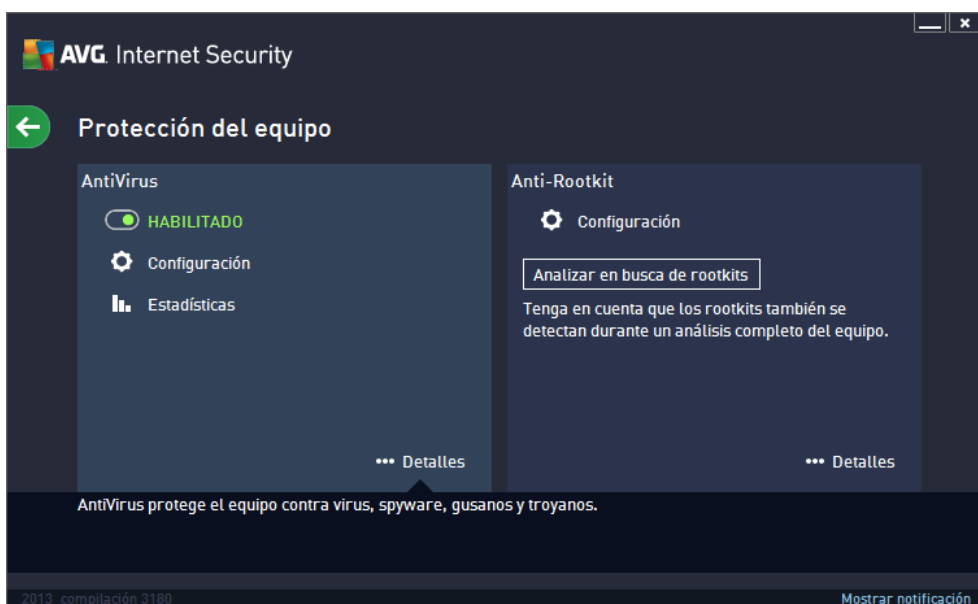 AVG. Internet Security
Protección del equipo
AntiVirus
HABILITADO
Configuración
Estadísticas
••• Detalles
Anti-Rootkit
Configuración
Analizar en busca de rootkits
Tenga en cuenta que los rootkits también se
detectan durante un análisis completo del equipo.
••• Detalles
AntiVirus protege el equipo contra virus, spyware, gusanos y troyanos.
2013 compilación 3180
Mostrar notificación